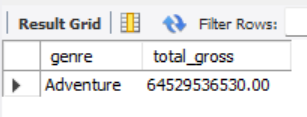 Result Grid Filter Rows:
genre total_gross
Adventure 64529536530.00